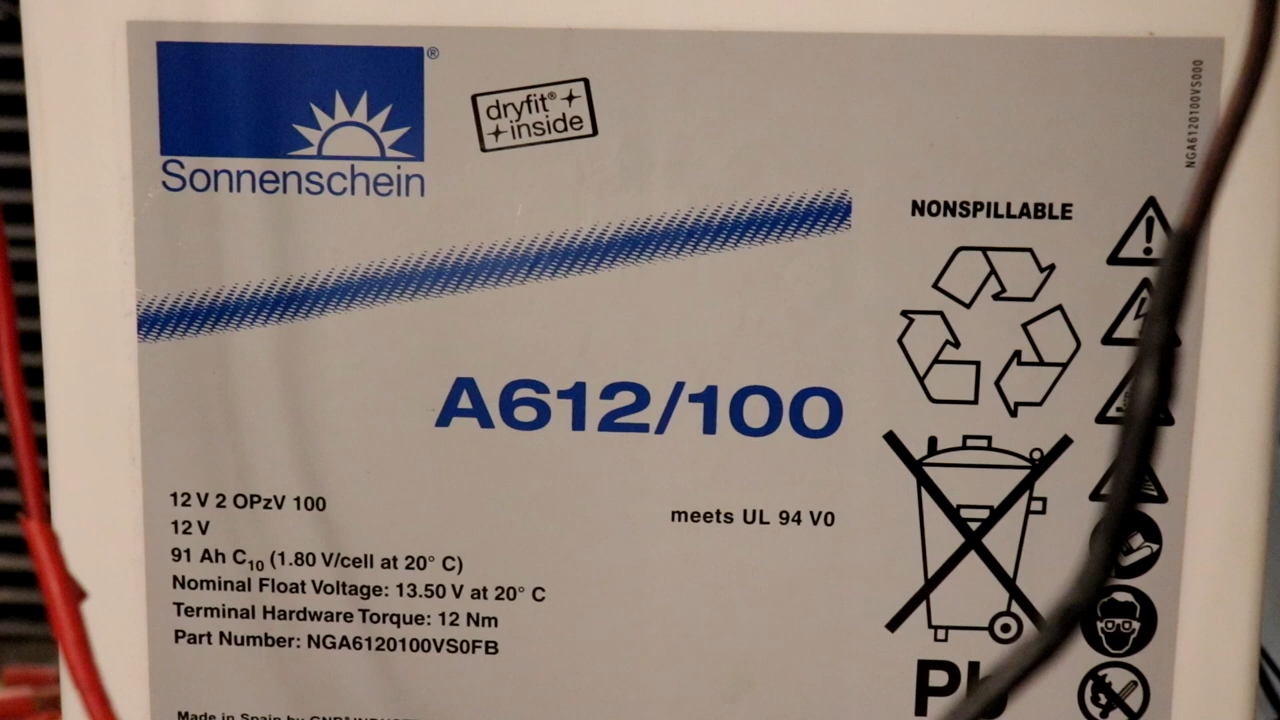 Sonnenschein
®
dryfit®
inside
NGA6120100VS000
NONSPILLABLE
A612/100
12 V 2 OPzV 100
12 V
91 Ah C10 (1.80 V/cell at 20° C)
Nominal Float Voltage: 13.50 V at 20° C
Terminal Hardware Torque: 12 Nm
Part Number: NGA6120100VS0FB
meets UL 94 V0
Pb
Made in Spain by